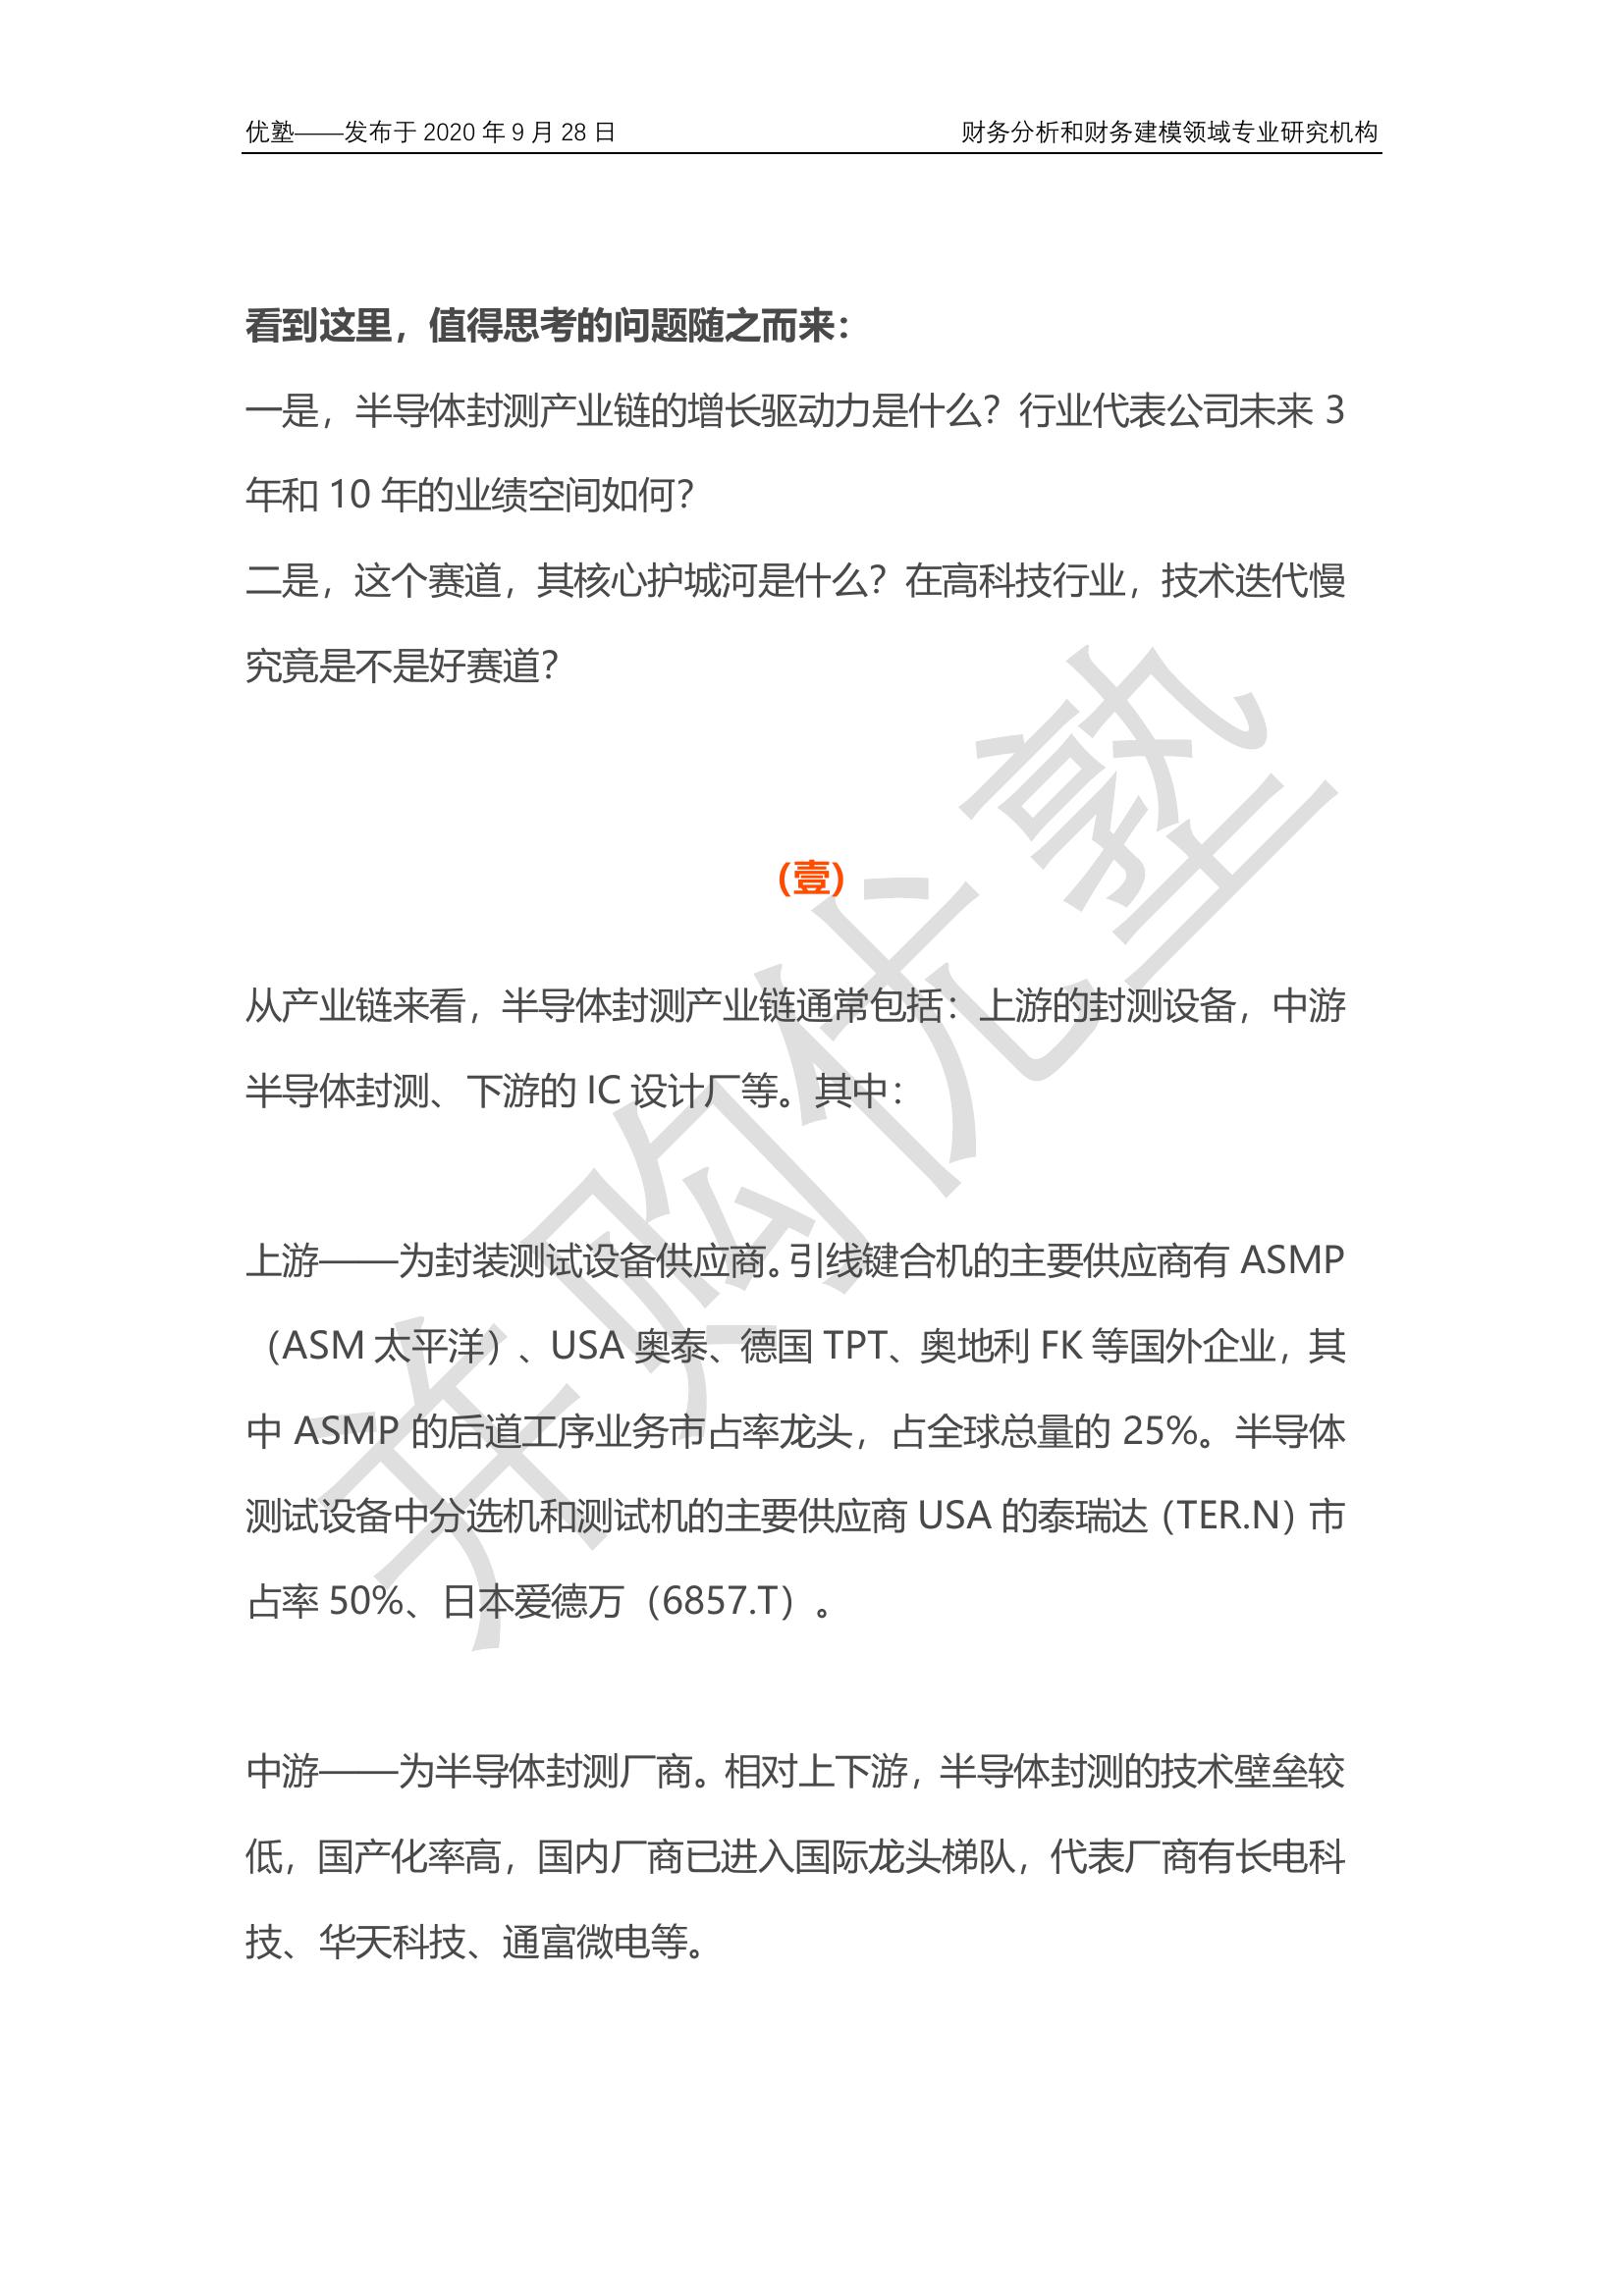 优塾——发布于 2020 年 9 月 28 日 财务分析和财务建模领域专业研究机构
看到这里，值得思考的问题随之而来：
一是，半导体封测产业链的增长驱动力是什么？行业代表公司未来 3
年和 10 年的业绩空间如何？
二是，这个赛道，其核心护城河是什么？在高科技行业，技术迭代慢
究竟是不是好赛道？
(壹)
从产业链来看，半导体封测产业链通常包括：上游的封测设备，中游
半导体封测、下游的 IC 设计厂等。其中：
上游——为封装测试设备供应商。引线键合机的主要供应商有 ASMP
（ASM 太平洋）、USA 奥泰、德国 TPT、奥地利 FK 等国外企业，其
中 ASMP 的后道工序业务市占率龙头，占全球总量的 25%。半导体
测试设备中分选机和测试机的主要供应商 USA 的泰瑞达（TER.N）市
占率 50%、日本爱德万（6857.T）。
中游——为半导体封测厂商。相对上下游，半导体封测的技术壁垒较
低，国产化率高，国内厂商已进入国际龙头梯队，代表厂商有长电科
技、华天科技、通富微电等。
并购优塾